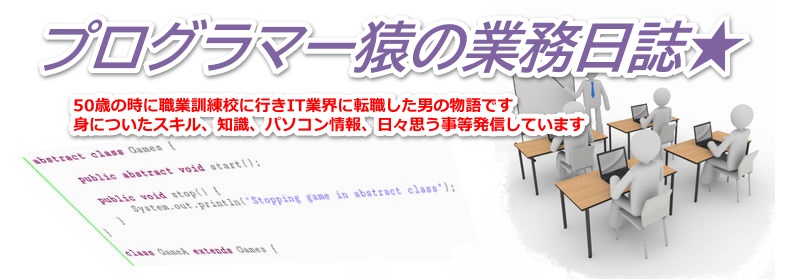 プログラマー猿の業務日誌★
50歳の時に職業訓練校に行きIT業界に転職した男の物語です
身についたスキル、知識、パソコン情報、日々思う事等発信しています
abstract class Games {
public abstract void start();
public void stop() {
System.out.println("Stopping game in abstract class");
}
}
class GameA extends Games {